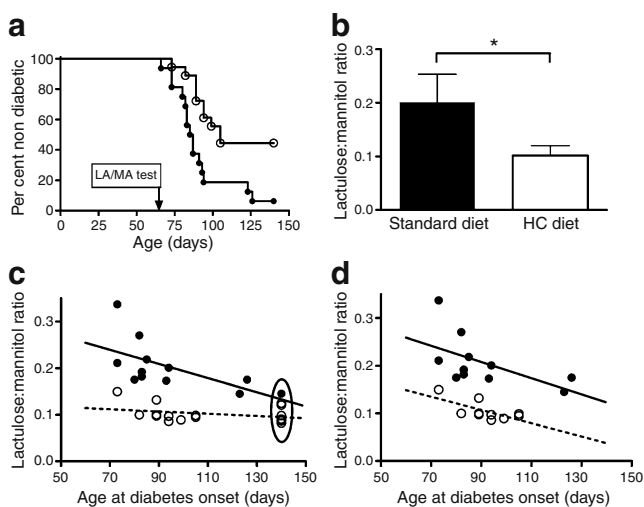 a
Per cent non diabetic
100
80
60
40
20
0
LA/MA test
0 25 50 75 100 125 150
Age (days)
b
Lactulose:mannitol ratio
0.3
0.2
0.1
0.0
*
Standard diet HC diet
c
Lactulose:mannitol ratio
0.3
0.2
0.1
0.0
50 70 90 110 130 150
Age at diabetes onset (days)
d
Lactulose:mannitol ratio
0.3
0.2
0.1
0.0
50 70 90 110 130 150
Age at diabetes onset (days)